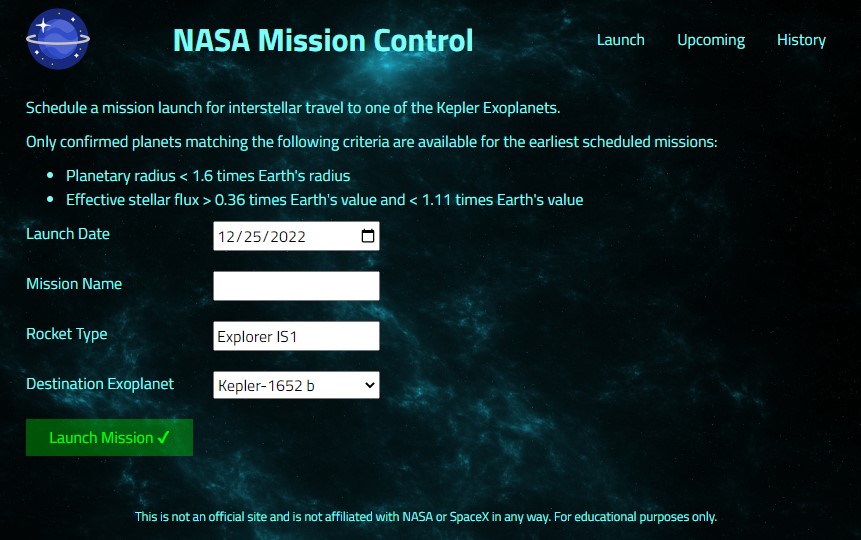 NASA Mission Control
Launch Upcoming History
Schedule a mission launch for interstellar travel to one of the Kepler Exoplanets.
Only confirmed planets matching the following criteria are available for the earliest scheduled missions:
• Planetary radius < 1.6 times Earth's radius
• Effective stellar flux > 0.36 times Earth's value and < 1.11 times Earth's value
Launch Date 12/25/2022
Mission Name
Rocket Type Explorer IS1
Destination Exoplanet Kepler-1652 b
Launch Mission ✔
This is not an official site and is not affiliated with NASA or SpaceX in any way. For educational purposes only.